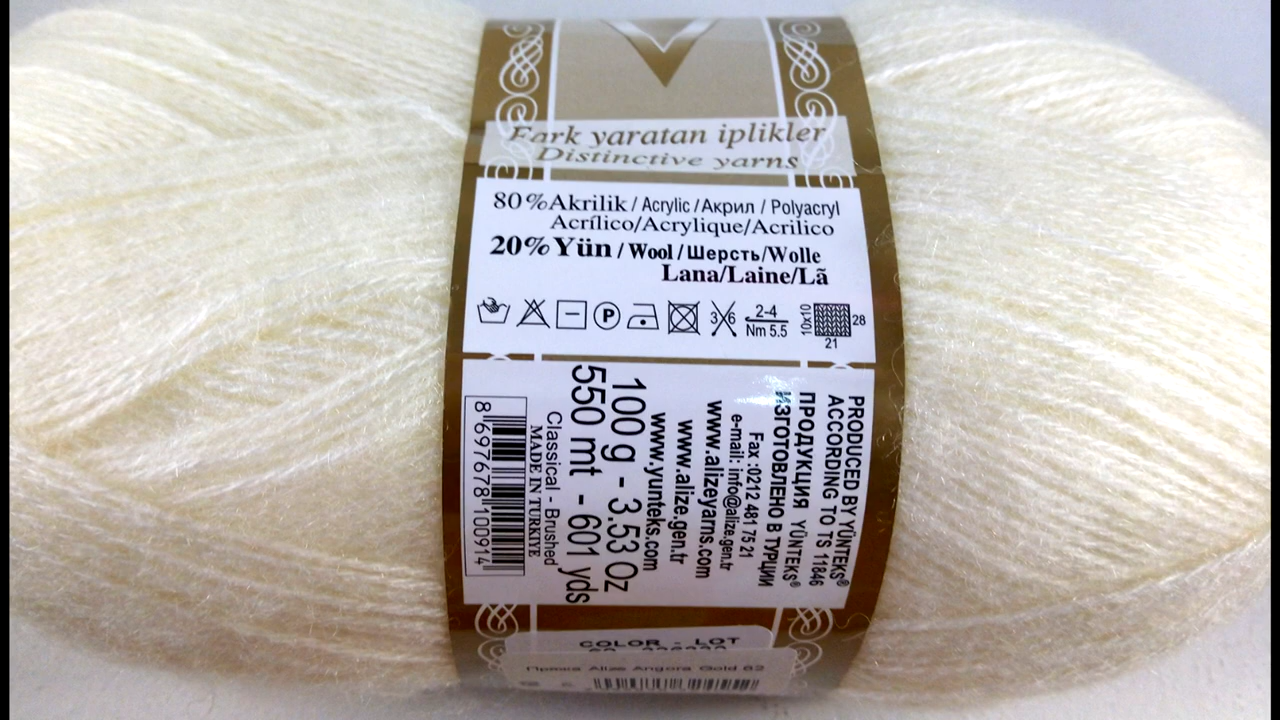 Fark yaratan iplikler
Distinctive yarns
80%Akrilik / Acrylic / Акрил / Polyacryl
Acrílico/Acrylique/Acrilico
20% Yün / Wool / Шерсть/Wolle
Lana/Laine/Lã
P
3 6
2-4
Nm 5.5
10x10
28
21
PRODUCED BY YÜNTEKS®
ACCORDING TO TS 11846
ПРОДУКЦИЯ YÜNTEKS®
ИЗГОТОВЛЕНО В ТУРЦИИ
Fax :0212 481 75 21
e-mail: info@alize.gen.tr
www.alizeyarns.com
www.alize.gen.tr
www.yunteks.com
100 g - 3.53 Oz
550 mt - 601 yds
Classical - Brushed
MADE IN TURKIYE
8 697678 100914
COLOR - LOT
Пряжа Alize Angora Gold 62